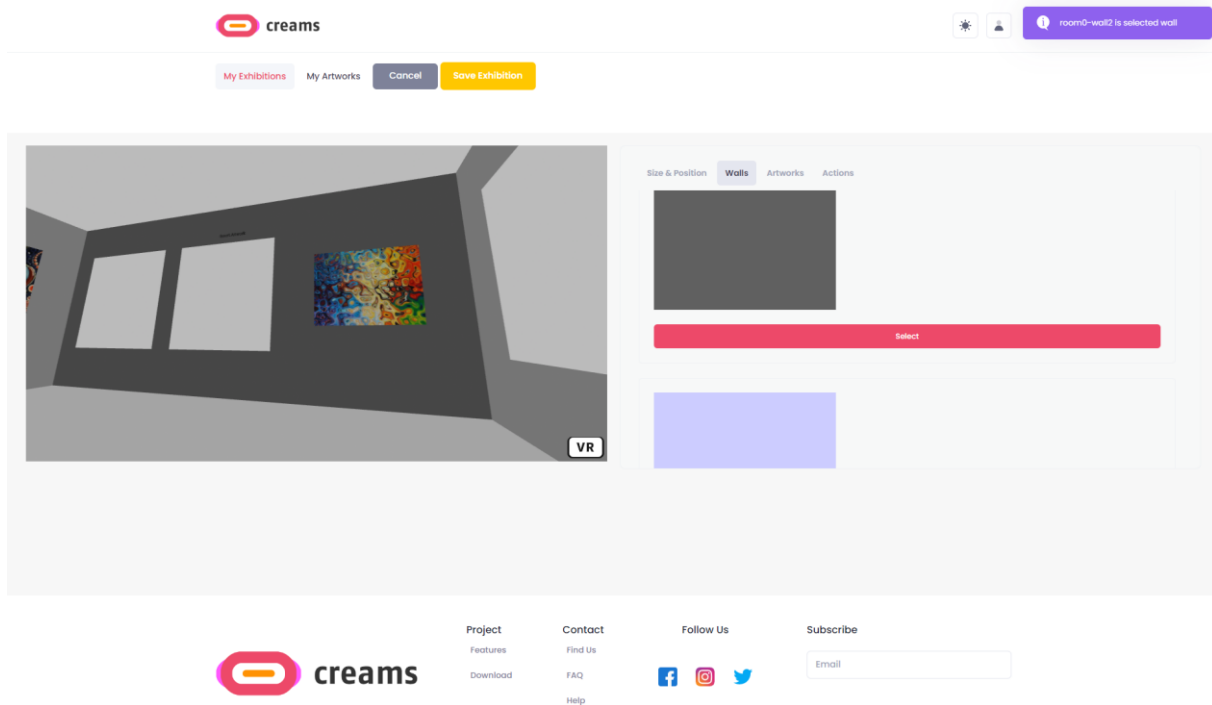 creams
room0-wall2 is selected wall
My Exhibitions My Artworks Cancel Save Exhibition
Size & Position Walls Artworks Actions
Select
VR
creams
Project
Features
Download
Contact
Find Us
FAQ
Help
Follow Us
Subscribe
Email